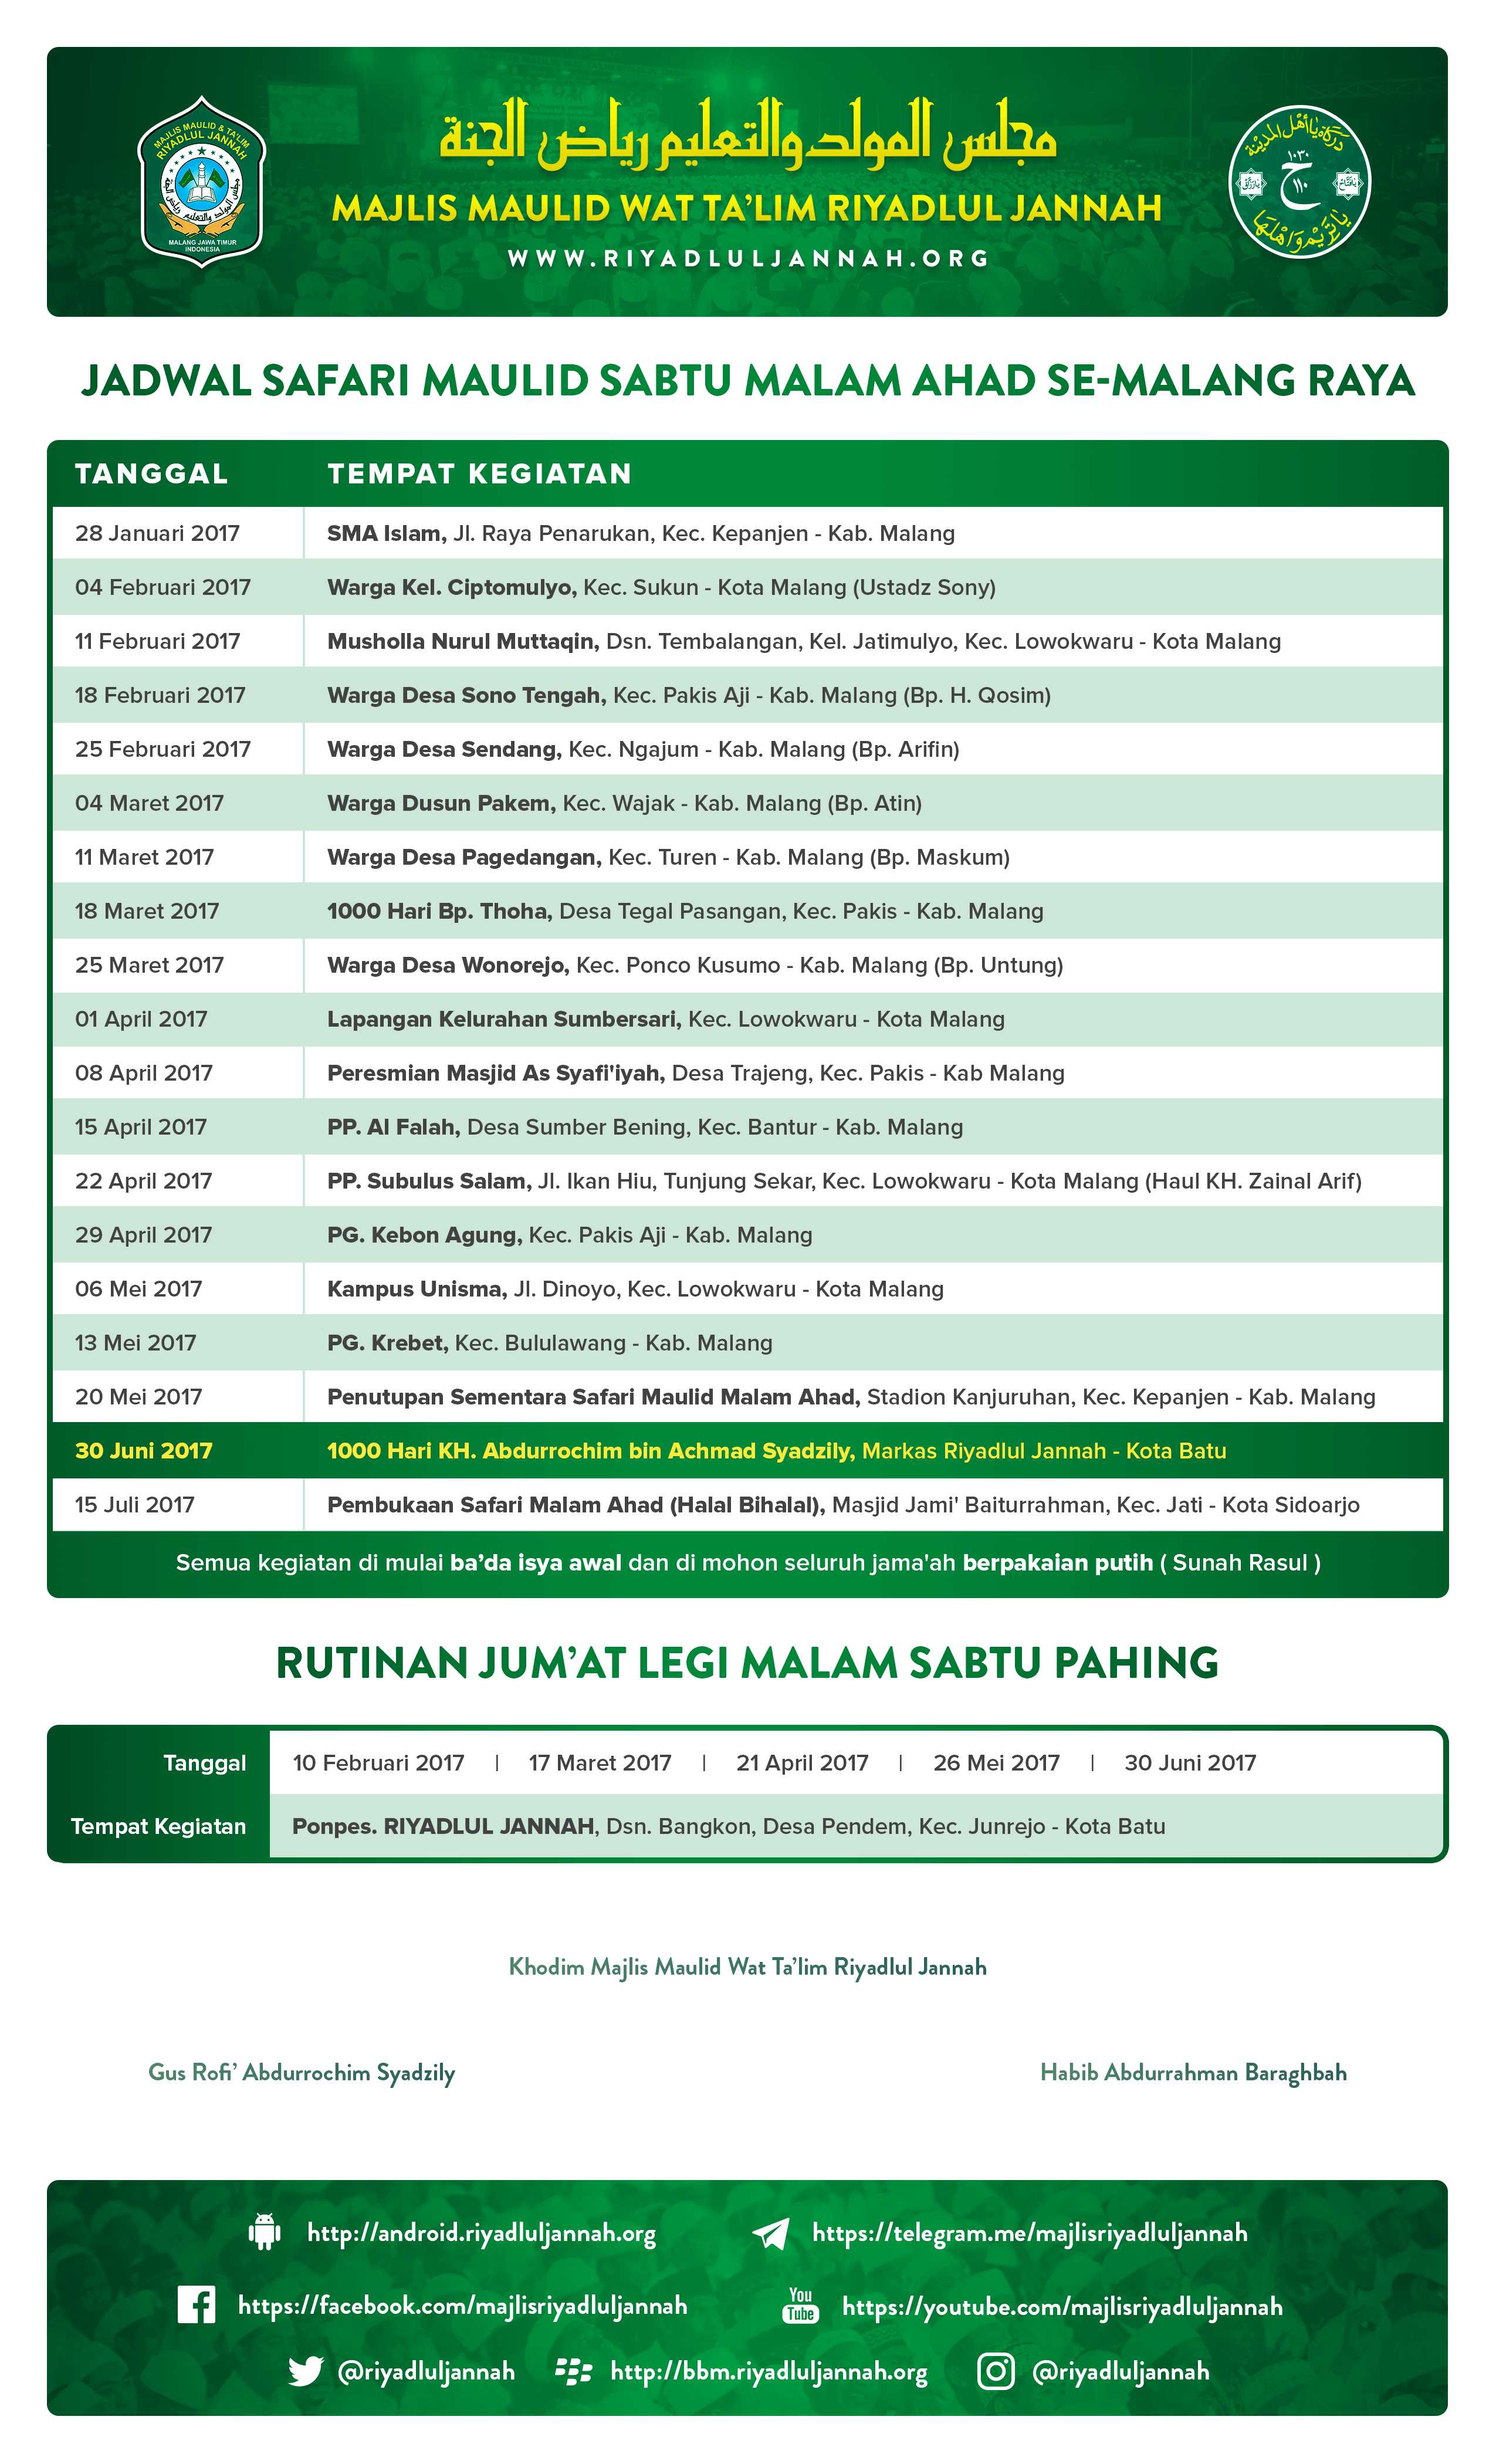 MAJLIS MAULID & TA'LIM
RIYADLUL JANNAH
مجلس المولد والتعليم رياض الجنة
MALANG JAWA TIMUR
INDONESIA
مجلس المولد والتعليم رياض الجنة
MAJLIS MAULID WAT TA’LIM RIYADLUL JANNAH
WWW.RIYADLULJANNAH.ORG
١٠٣٠
ح
١١٠
JADWAL SAFARI MAULID SABTU MALAM AHAD SE-MALANG RAYA
TANGGAL TEMPAT KEGIATAN
28 Januari 2017 SMA Islam, Jl. Raya Penarukan, Kec. Kepanjen - Kab. Malang
04 Februari 2017 Warga Kel. Ciptomulyo, Kec. Sukun - Kota Malang (Ustadz Sony)
11 Februari 2017 Musholla Nurul Muttaqin, Dsn. Tembalangan, Kel. Jatimulyo, Kec. Lowokwaru - Kota Malang
18 Februari 2017 Warga Desa Sono Tengah, Kec. Pakis Aji - Kab. Malang (Bp. H. Qosim)
25 Februari 2017 Warga Desa Sendang, Kec. Ngajum - Kab. Malang (Bp. Arifin)
04 Maret 2017 Warga Dusun Pakem, Kec. Wajak - Kab. Malang (Bp. Atin)
11 Maret 2017 Warga Desa Pagedangan, Kec. Turen - Kab. Malang (Bp. Maskum)
18 Maret 2017 1000 Hari Bp. Thoha, Desa Tegal Pasangan, Kec. Pakis - Kab. Malang
25 Maret 2017 Warga Desa Wonorejo, Kec. Ponco Kusumo - Kab. Malang (Bp. Untung)
01 April 2017 Lapangan Kelurahan Sumbersari, Kec. Lowokwaru - Kota Malang
08 April 2017 Peresmian Masjid As Syafi'iyah, Desa Trajeng, Kec. Pakis - Kab Malang
15 April 2017 PP. Al Falah, Desa Sumber Bening, Kec. Bantur - Kab. Malang
22 April 2017 PP. Subulus Salam, Jl. Ikan Hiu, Tunjung Sekar, Kec. Lowokwaru - Kota Malang (Haul KH. Zainal Arif)
29 April 2017 PG. Kebon Agung, Kec. Pakis Aji - Kab. Malang
06 Mei 2017 Kampus Unisma, Jl. Dinoyo, Kec. Lowokwaru - Kota Malang
13 Mei 2017 PG. Krebet, Kec. Bululawang - Kab. Malang
20 Mei 2017 Penutupan Sementara Safari Maulid Malam Ahad, Stadion Kanjuruhan, Kec. Kepanjen - Kab. Malang
30 Juni 2017 1000 Hari KH. Abdurrochim bin Achmad Syadzily, Markas Riyadlul Jannah - Kota Batu
15 Juli 2017 Pembukaan Safari Malam Ahad (Halal Bihalal), Masjid Jami' Baiturrahman, Kec. Jati - Kota Sidoarjo
Semua kegiatan di mulai ba’da isya awal dan di mohon seluruh jama'ah berpakaian putih ( Sunah Rasul )
RUTINAN JUM’AT LEGI MALAM SABTU PAHING
Tanggal 10 Februari 2017 | 17 Maret 2017 | 21 April 2017 | 26 Mei 2017 | 30 Juni 2017
Tempat Kegiatan Ponpes. RIYADLUL JANNAH, Dsn. Bangkon, Desa Pendem, Kec. Junrejo - Kota Batu
Khodim Majlis Maulid Wat Ta’lim Riyadlul Jannah
Gus Rofi’ Abdurrochim Syadzily Habib Abdurrahman Baraghbah
http://android.riyadluljannah.org https://telegram.me/majlisriyadluljannah
https://facebook.com/majlisriyadluljannah You Tube https://youtube.com/majlisriyadluljannah
@riyadluljannah http://bbm.riyadluljannah.org @riyadluljannah